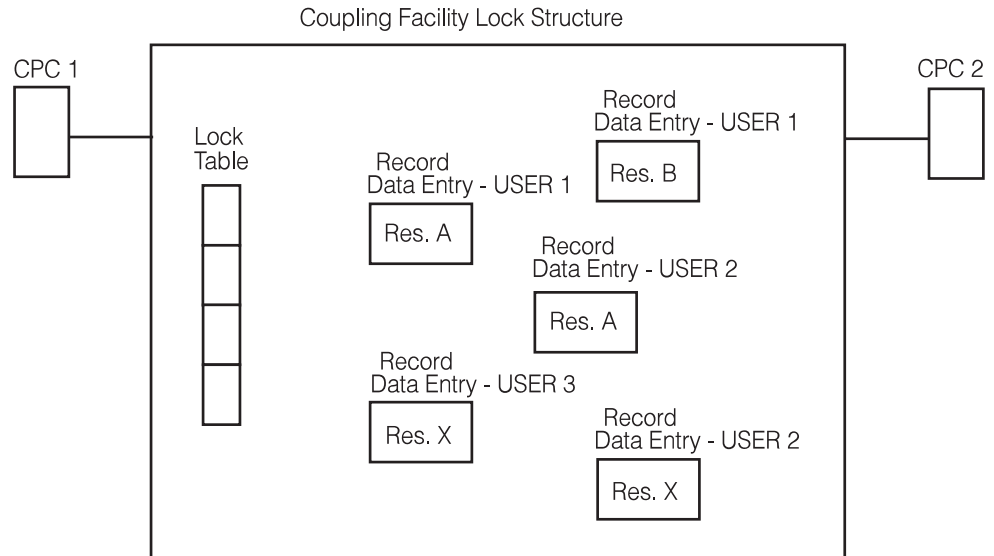 Coupling Facility Lock Structure
CPC 1
CPC 2
Lock
Table
Record
Data Entry - USER 1
Res. B
Record
Data Entry - USER 1
Res. A
Record
Data Entry - USER 2
Res. A
Record
Data Entry - USER 3
Res. X
Record
Data Entry - USER 2
Res. X